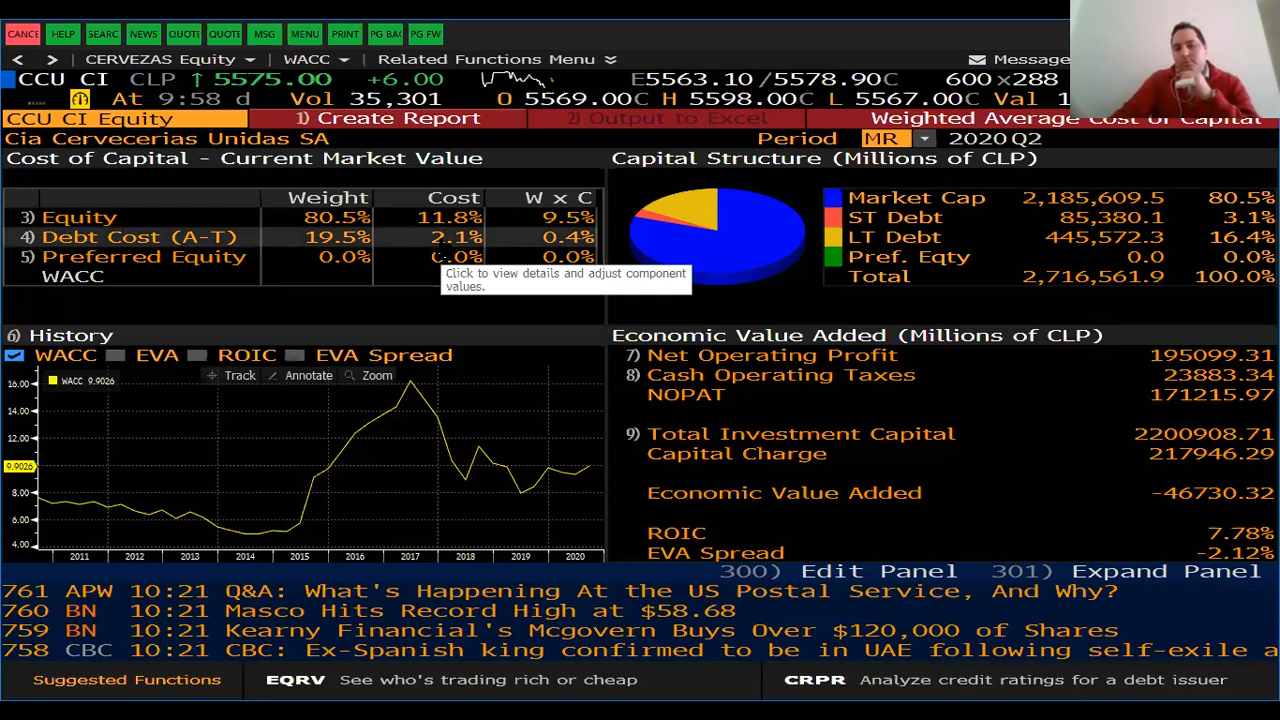 CANCE HELP SEARC NEWS QUOTE QUOTE MSG MENU PRINT PG BAC PG FW
< > CERVEZAS Equity WACC Related Functions Menu Message
CCU CI CLP ↑ 5575.00 +6.00 E5563.10 /5578.90C 600 x 288
At 9:58 d Vol 35,301 O 5569.00C H 5598.00C L 5567.00C Val 1
CCU CI Equity 1) Create Report 2) Output to Excel Weighted Average Cost of Capital
Cia Cervecerias Unidas SA Period MR 2020 Q2
Cost of Capital - Current Market Value Capital Structure (Millions of CLP)
Weight Cost W x C
3) Equity 80.5% 11.8% 9.5%
4) Debt Cost (A-T) 19.5% 2.1% 0.4%
5) Preferred Equity 0.0% 0.0% 0.0%
WACC
Click to view details and adjust component
values.
Market Cap 2,185,609.5 80.5%
ST Debt 85,380.1 3.1%
LT Debt 445,572.3 16.4%
Pref. Eqty 0.0 0.0%
Total 2,716,561.9 100.0%
6) History
WACC EVA ROIC EVA Spread
WACC 9.9026 Track Annotate Zoom
16.00
14.00
12.00
9.9026
8.00
6.00
4.00
2011 2012 2013 2014 2015 2016 2017 2018 2019 2020
Economic Value Added (Millions of CLP)
7) Net Operating Profit 195099.31
8) Cash Operating Taxes 23883.34
NOPAT 171215.97
9) Total Investment Capital 2200908.71
Capital Charge 217946.29
Economic Value Added -46730.32
ROIC 7.78%
EVA Spread -2.12%
300) Edit Panel 301) Expand Panel
761 APW 10:21 Q&A: What's Happening At the US Postal Service, And Why?
760 BN 10:21 Masco Hits Record High at $58.68
759 BN 10:21 Kearny Financial's Mcgovern Buys Over $120,000 of Shares
758 CBC 10:21 CBC: Ex-Spanish king confirmed to be in UAE following self-exile a
Suggested Functions EQRV See who's trading rich or cheap CRPR Analyze credit ratings for a debt issuer